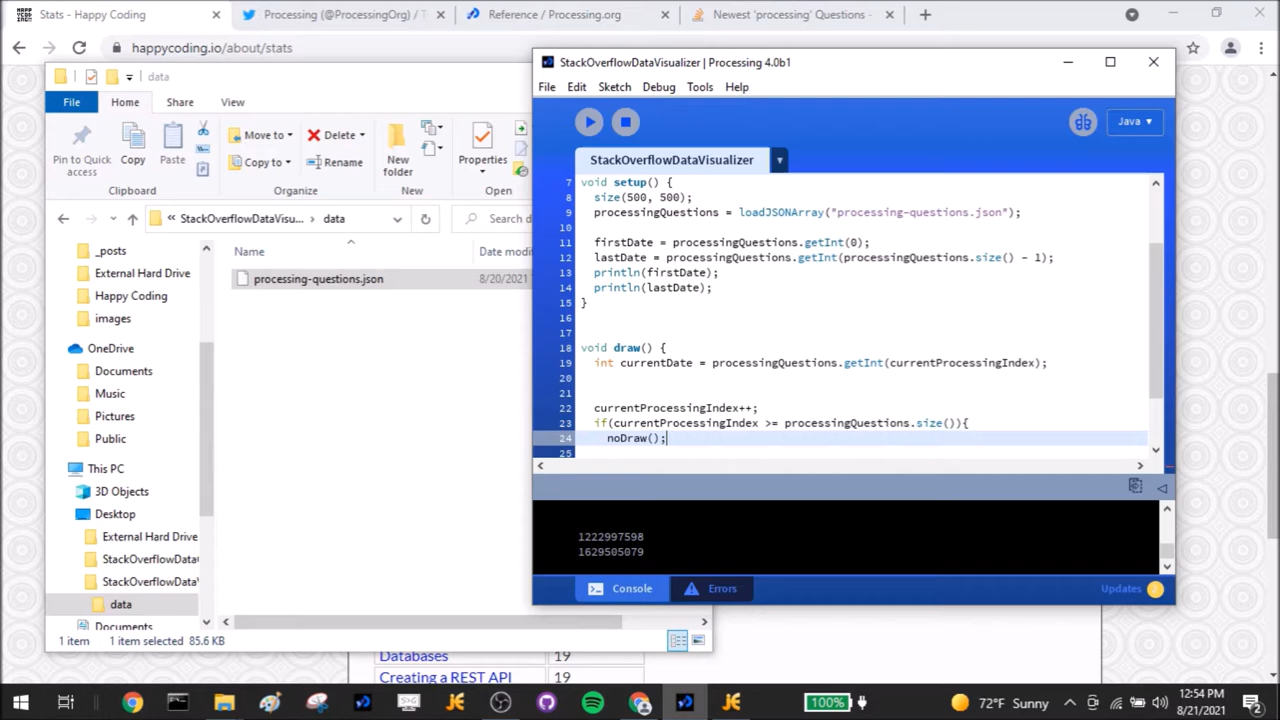 Stats - Happy Coding
Processing (@ProcessingOrg) / T
Reference / Processing.org
Newest 'processing' Questions -
happycoding.io/about/stats
data
File
Home
Share
View
Pin to Quick
access
Copy
Paste
Move to
Copy to
Delete
Rename
New
folder
Properties
Clipboard
Organize
New
Open
« StackOverflowDataVisu...
data
Search d
_posts
External Hard Drive
Happy Coding
images
OneDrive
Documents
Music
Pictures
Public
This PC
3D Objects
Desktop
External Hard Drive
StackOverflowData
StackOverflowData
data
Documents
Name
Date modi
processing-questions.json
8/20/2021
1 item
1 item selected 85.6 KB
StackOverflowDataVisualizer | Processing 4.0b1
File Edit Sketch Debug Tools Help
Java
StackOverflowDataVisualizer
7 void setup() {
8 size(500, 500);
9 processingQuestions = loadJSONArray("processing-questions.json");
10
11 firstDate = processingQuestions.getInt(0);
12 lastDate = processingQuestions.getInt(processingQuestions.size() - 1);
13 println(firstDate);
14 println(lastDate);
15 }
16
17
18 void draw() {
19 int currentDate = processingQuestions.getInt(currentProcessingIndex);
20
21
22 currentProcessingIndex++;
23 if(currentProcessingIndex >= processingQuestions.size()){
24 noDraw();
25
1222997598
1629505079
Console
Errors
Updates
2
Databases
19
Creating a REST API
19
100%
72°F Sunny
12:54 PM
8/21/2021
2